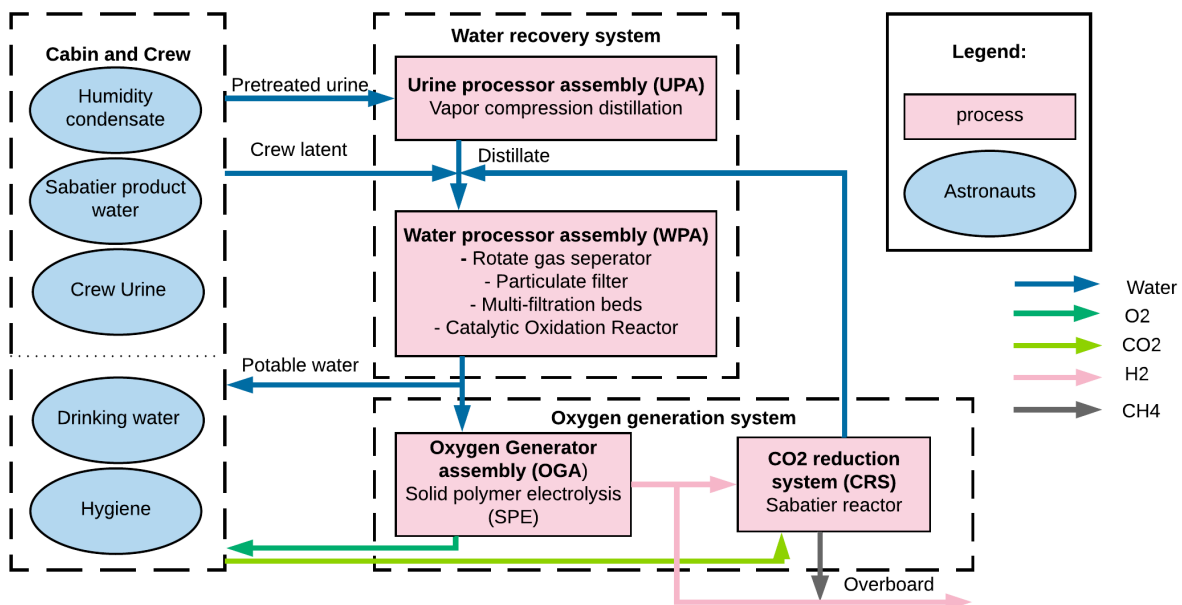 Cabin and Crew
Humidity
condensate
Sabatier product
water
Crew Urine
Drinking water
Hygiene
Pretreated urine
Crew latent
Potable water
Water recovery system
Urine processor assembly (UPA)
Vapor compression distillation
Distillate
Water processor assembly (WPA)
- Rotate gas seperator
- Particulate filter
- Multi-filtration beds
- Catalytic Oxidation Reactor
Oxygen generation system
Oxygen Generator
assembly (OGA)
Solid polymer electrolysis
(SPE)
CO2 reduction
system (CRS)
Sabatier reactor
Overboard
Legend:
process
Astronauts
Water
O2
CO2
H2
CH4